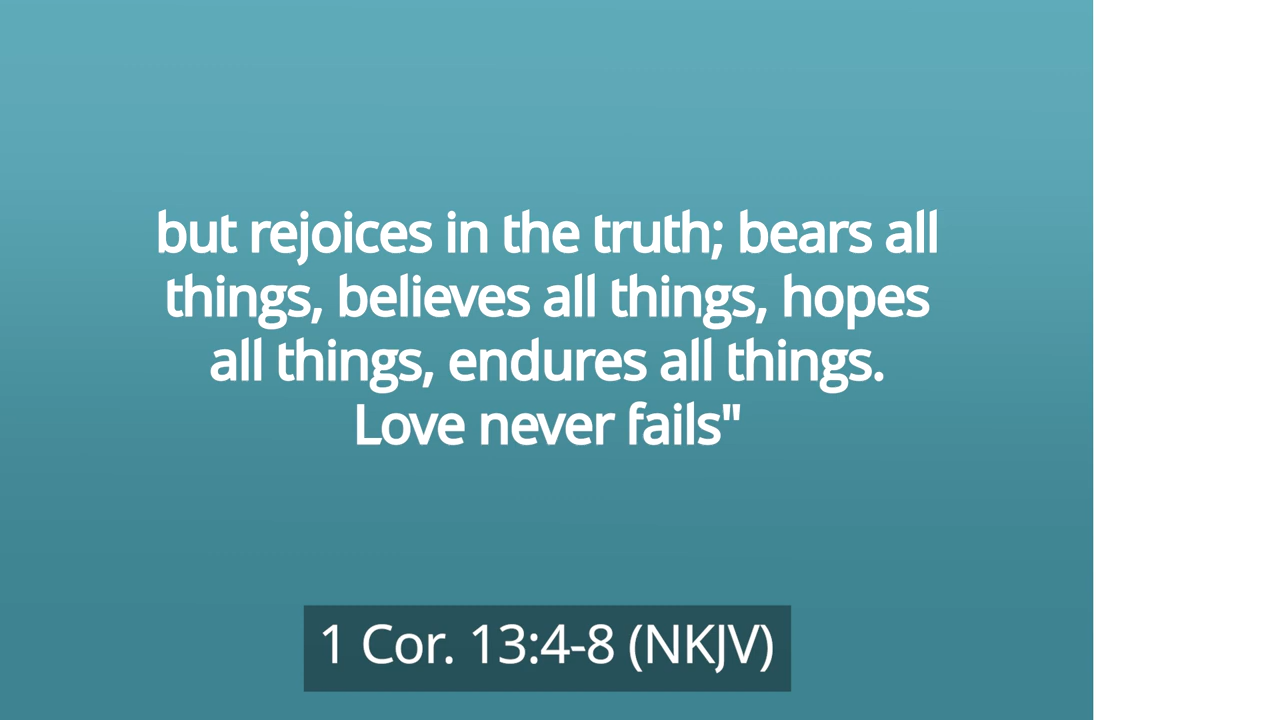 but rejoices in the truth; bears all
things, believes all things, hopes
all things, endures all things.
Love never fails"
1 Cor. 13:4-8 (NKJV)